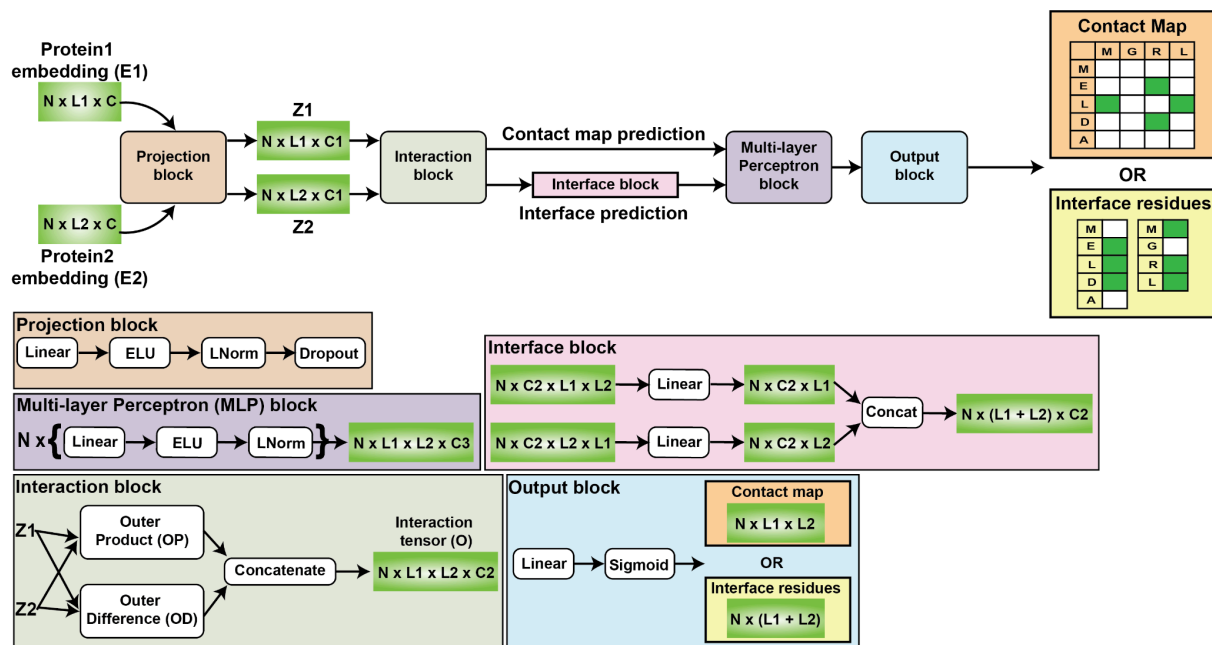 Protein1
embedding (E1)
N x L1 x C
N x L2 x C
Protein2
embedding (E2)
Projection
block
Z1
N x L1 x C1
N x L2 x C1
Z2
Interaction
block
Contact map prediction
Interface block
Interface prediction
Multi-layer
Perceptron
block
Output
block
Contact Map
M G R L
M
E
L
D
A
OR
Interface residues
M M
E G
L R
D L
A
Projection block
Linear ELU LNorm Dropout
Multi-layer Perceptron (MLP) block
N x { Linear ELU LNorm } N x L1 x L2 x C3
Interface block
N x C2 x L1 x L2 Linear N x C2 x L1
Concat N x (L1 + L2) x C2
N x C2 x L2 x L1 Linear N x C2 x L2
Interaction block
Z1
Z2
Outer
Product (OP)
Outer
Difference (OD)
Concatenate
Interaction
tensor (O)
N x L1 x L2 x C2
Output block
Linear Sigmoid
Contact map
N x L1 x L2
OR
Interface residues
N x (L1 + L2)